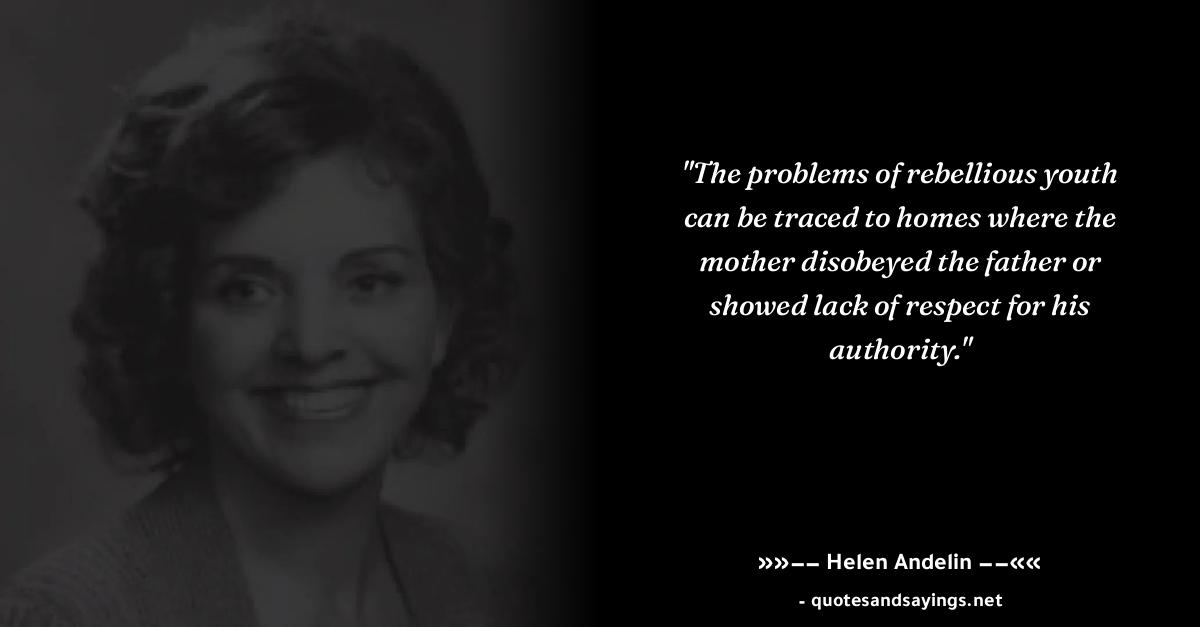 "The problems of rebellious youth
can be traced to homes where the
mother disobeyed the father or
showed lack of respect for his
authority."
»»–– Helen Andelin ––««
- quotesandsayings.net